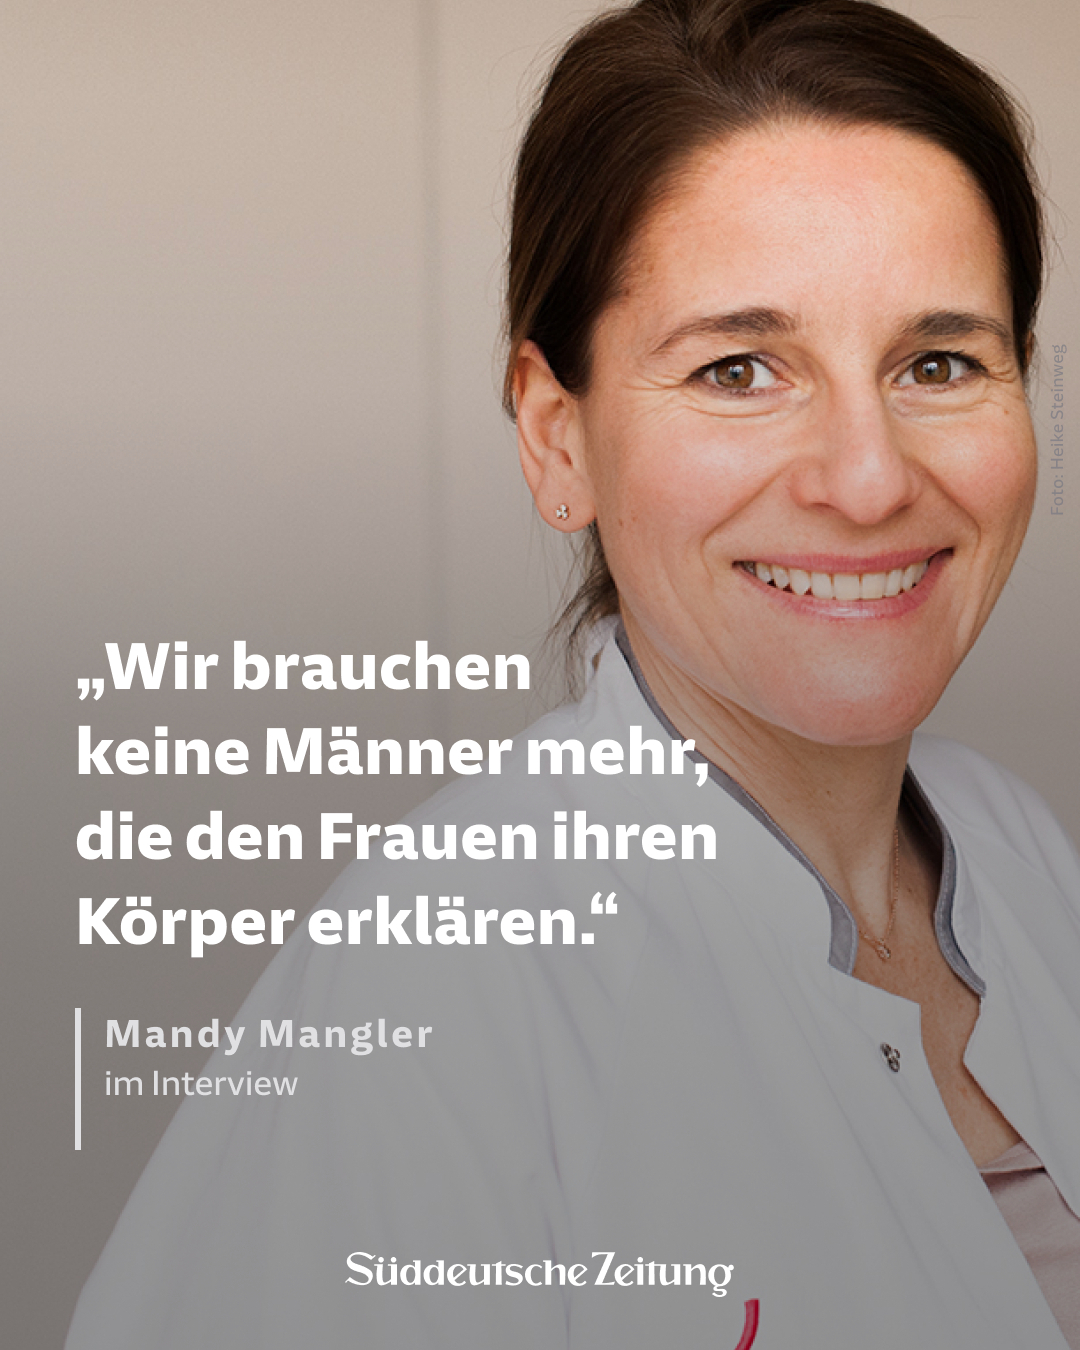 „Wir brauchen
keine Männer mehr,
die den Frauen ihren
Körper erklären.“
Mandy Mangler
im Interview
Foto: Heike Steinweg
Süddeutsche Zeitung